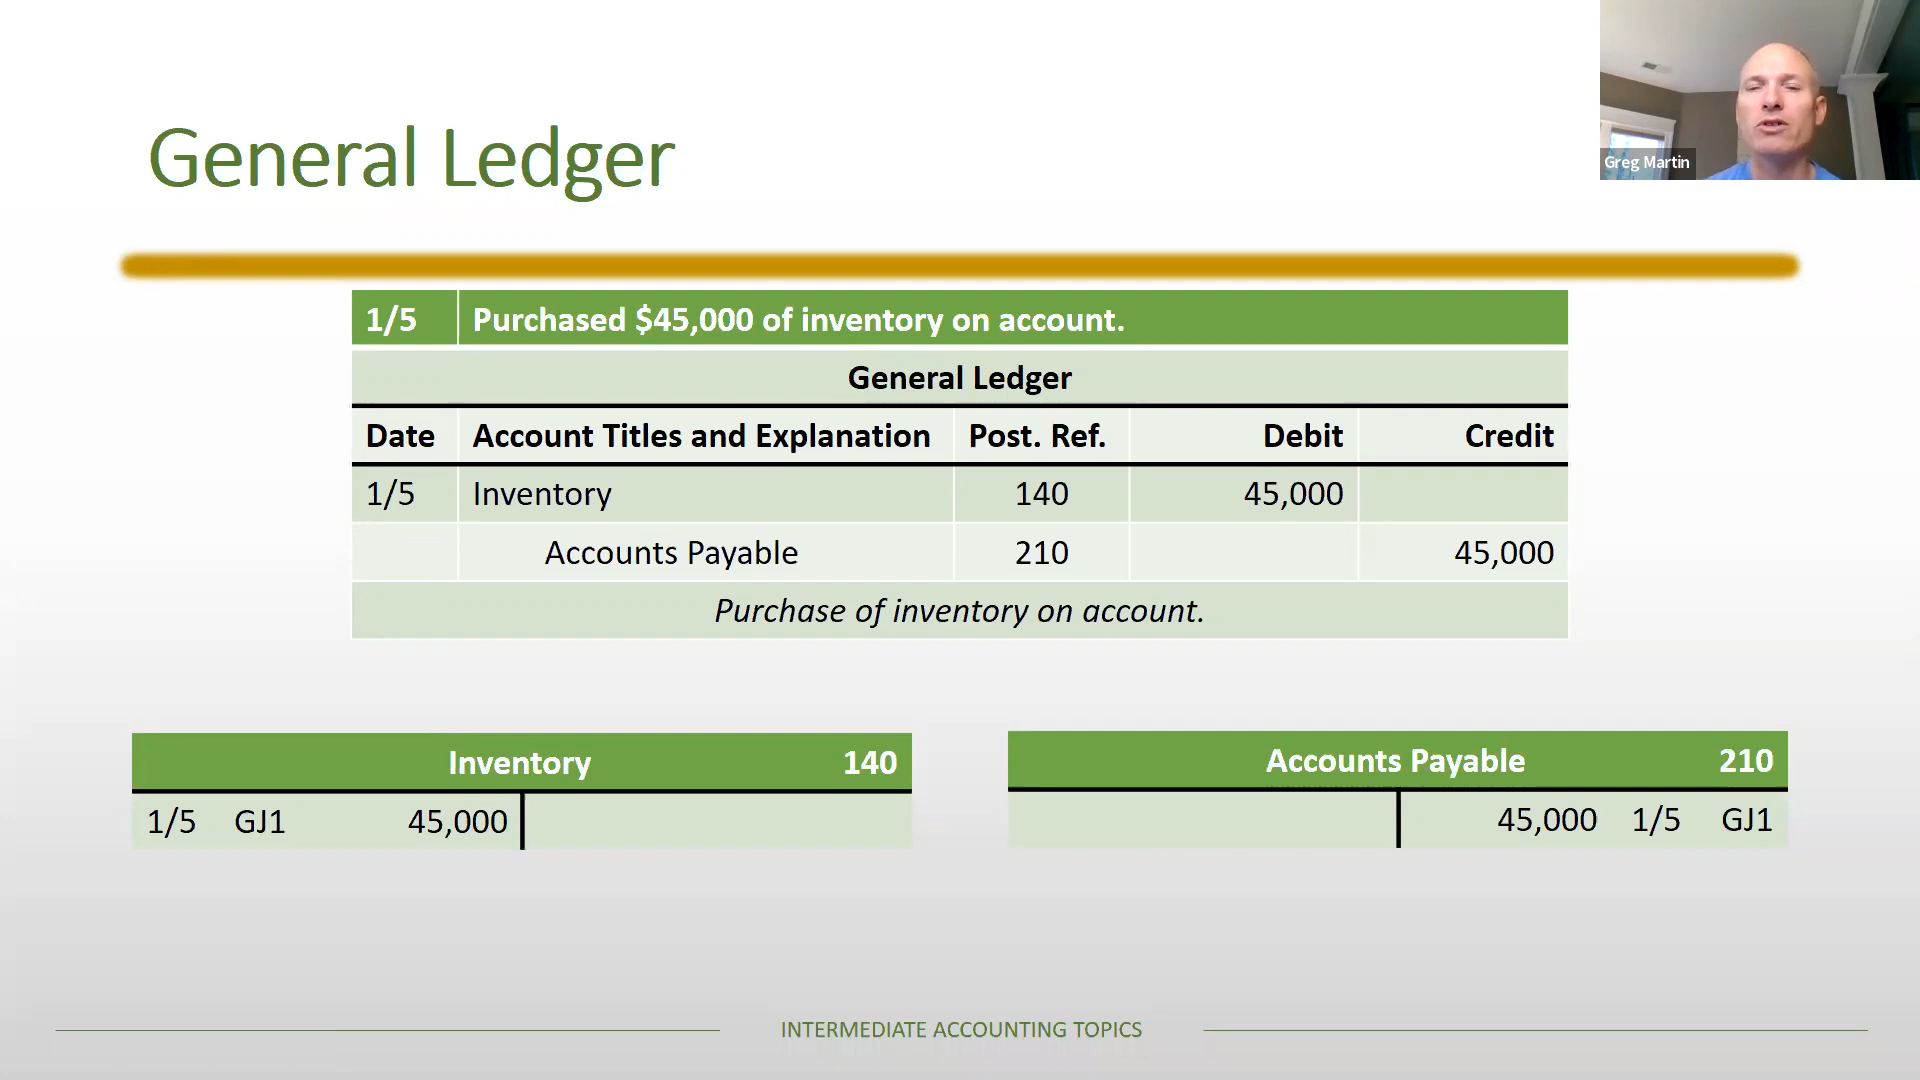 Greg Martin
General Ledger
1/5 Purchased $45,000 of inventory on account.
General Ledger
Date Account Titles and Explanation Post. Ref. Debit Credit
1/5 Inventory 140 45,000
Accounts Payable 210 45,000
Purchase of inventory on account.
Inventory 140
1/5 GJ1 45,000
Accounts Payable 210
45,000 1/5 GJ1
INTERMEDIATE ACCOUNTING TOPICS